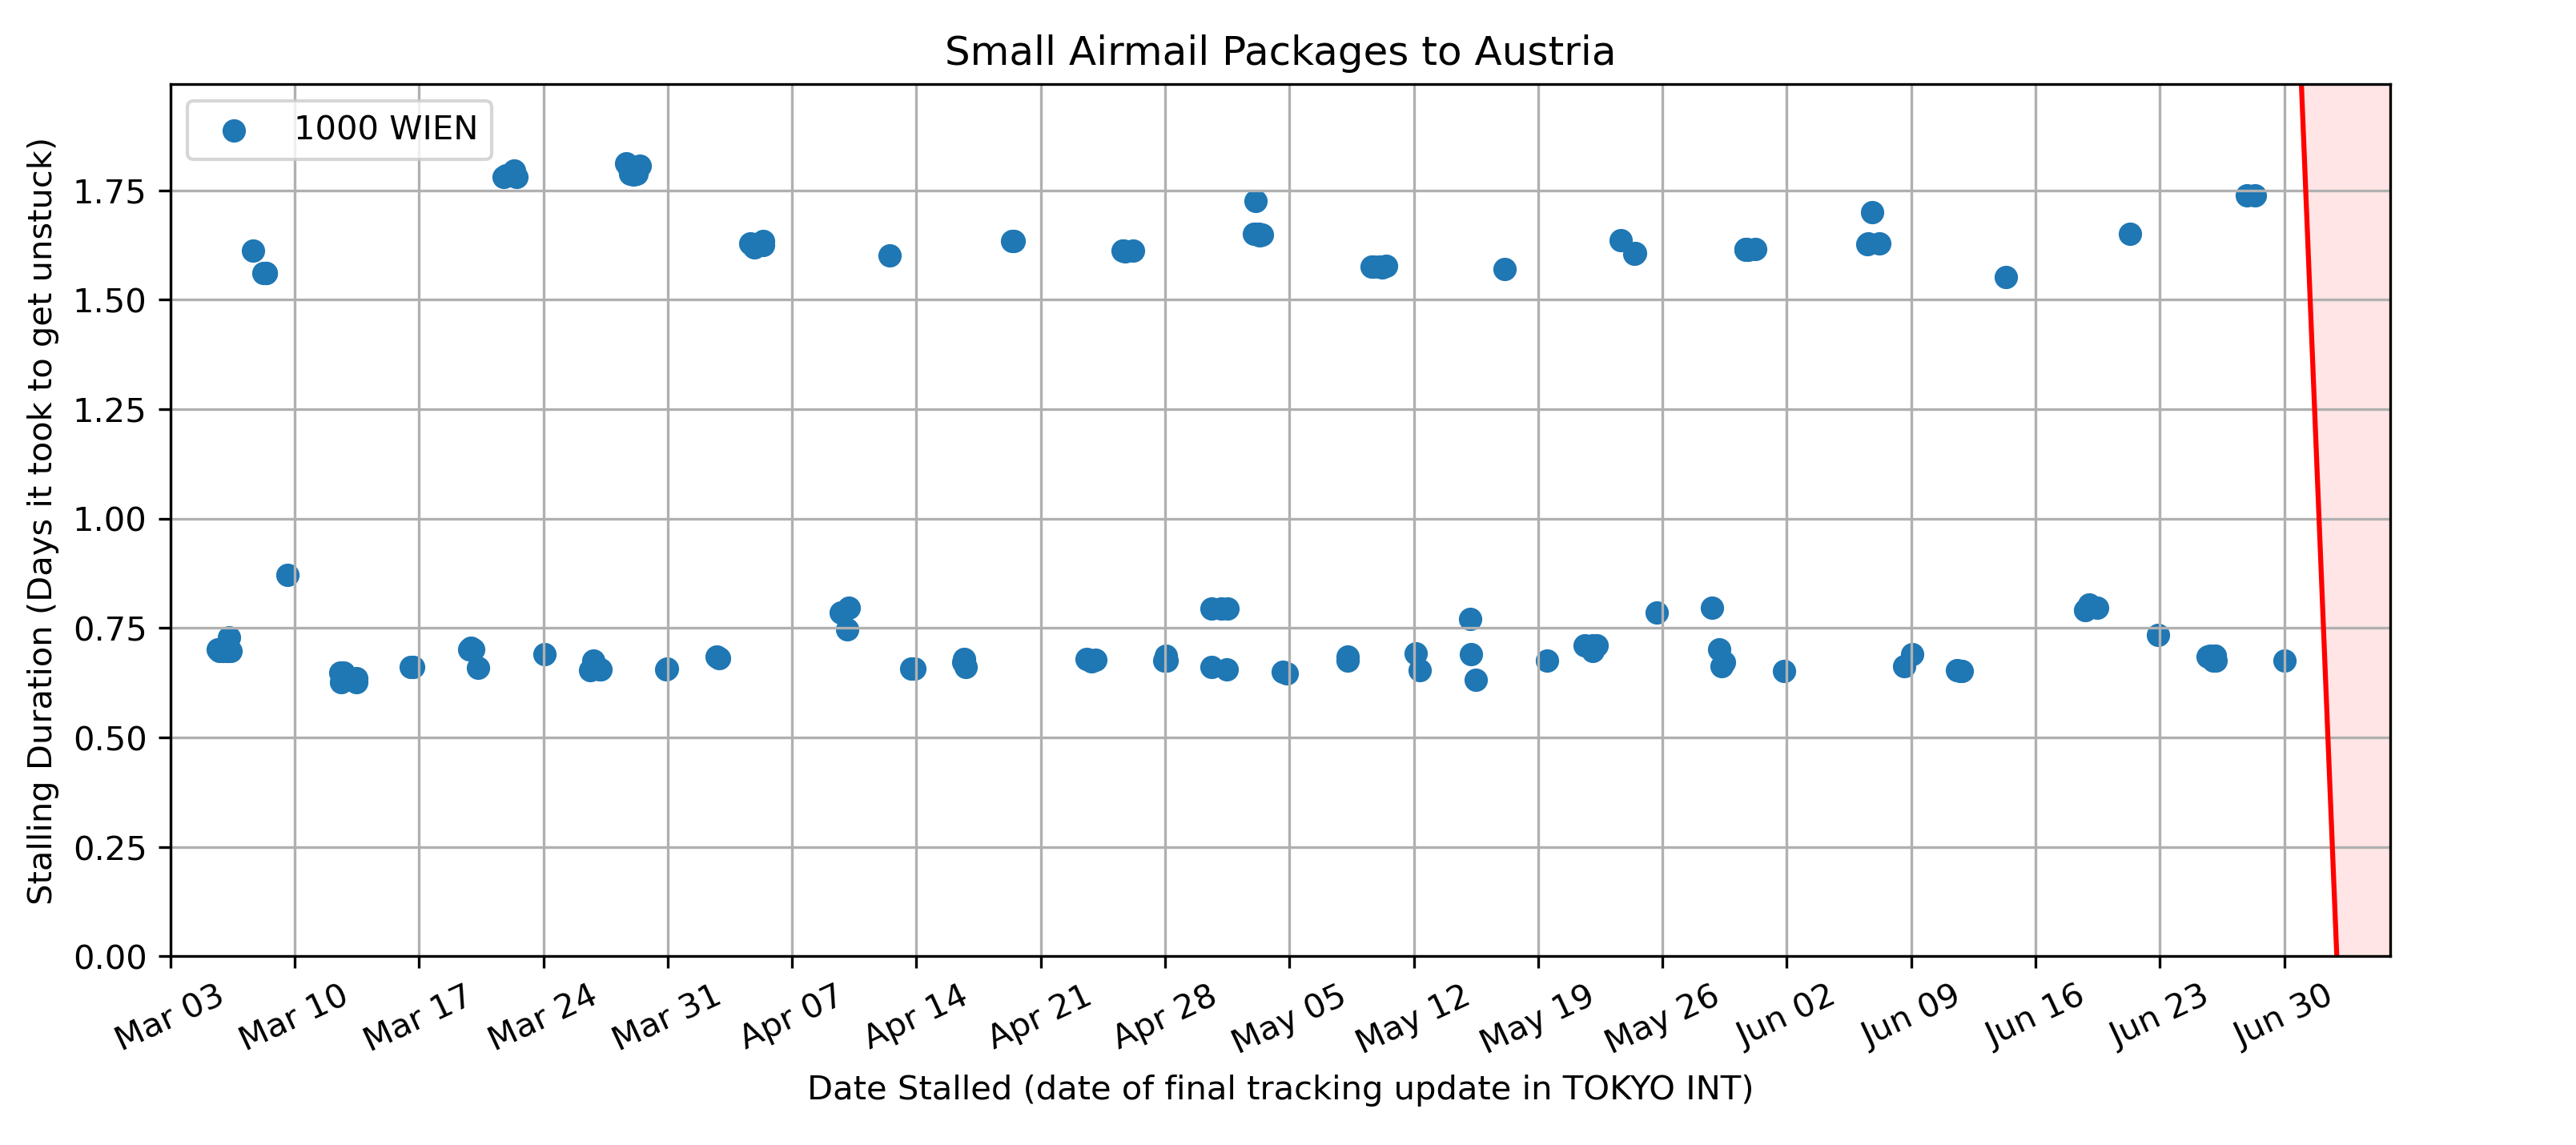 Small Airmail Packages to Austria
1000 WIEN
Stalling Duration (Days it took to get unstuck)
1.75
1.50
1.25
1.00
0.75
0.50
0.25
0.00
Mar 03
Mar 10
Mar 17
Mar 24
Mar 31
Apr 07
Apr 14
Apr 21
Apr 28
May 05
May 12
May 19
May 26
Jun 02
Jun 09
Jun 16
Jun 23
Jun 30
Date Stalled (date of final tracking update in TOKYO INT)